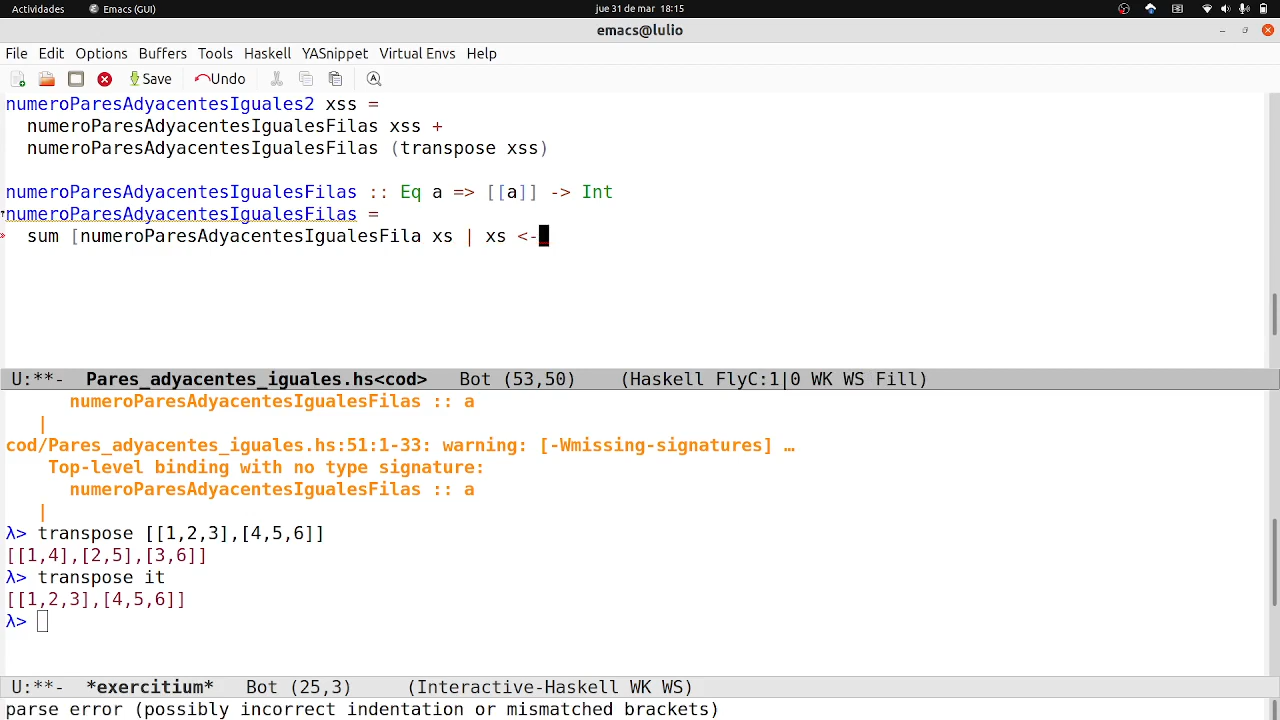 Actividades Emacs (GUI) jue 31 de mar 18:15
emacs@lulio
File Edit Options Buffers Tools Haskell YASnippet Virtual Envs Help
Save Undo
numeroParesAdyacentesIguales2 xss =
  numeroParesAdyacentesIgualesFilas xss +
  numeroParesAdyacentesIgualesFilas (transpose xss)
numeroParesAdyacentesIgualesFilas :: Eq a => [[a]] -> Int
numeroParesAdyacentesIgualesFilas =
  sum [numeroParesAdyacentesIgualesFila xs | xs <-
U:**-  Pares_adyacentes_iguales.hs<cod>   Bot (53,50)    (Haskell FlyC:1|0 WK WS Fill)
      numeroParesAdyacentesIgualesFilas :: a
   |
cod/Pares_adyacentes_iguales.hs:51:1-33: warning: [-Wmissing-signatures] …
    Top-level binding with no type signature:
      numeroParesAdyacentesIgualesFilas :: a
   |
λ> transpose [[1,2,3],[4,5,6]]
[[1,4],[2,5],[3,6]]
λ> transpose it
[[1,2,3],[4,5,6]]
λ>
U:**-  *exercitium*   Bot (25,3)     (Interactive-Haskell WK WS)
parse error (possibly incorrect indentation or mismatched brackets)